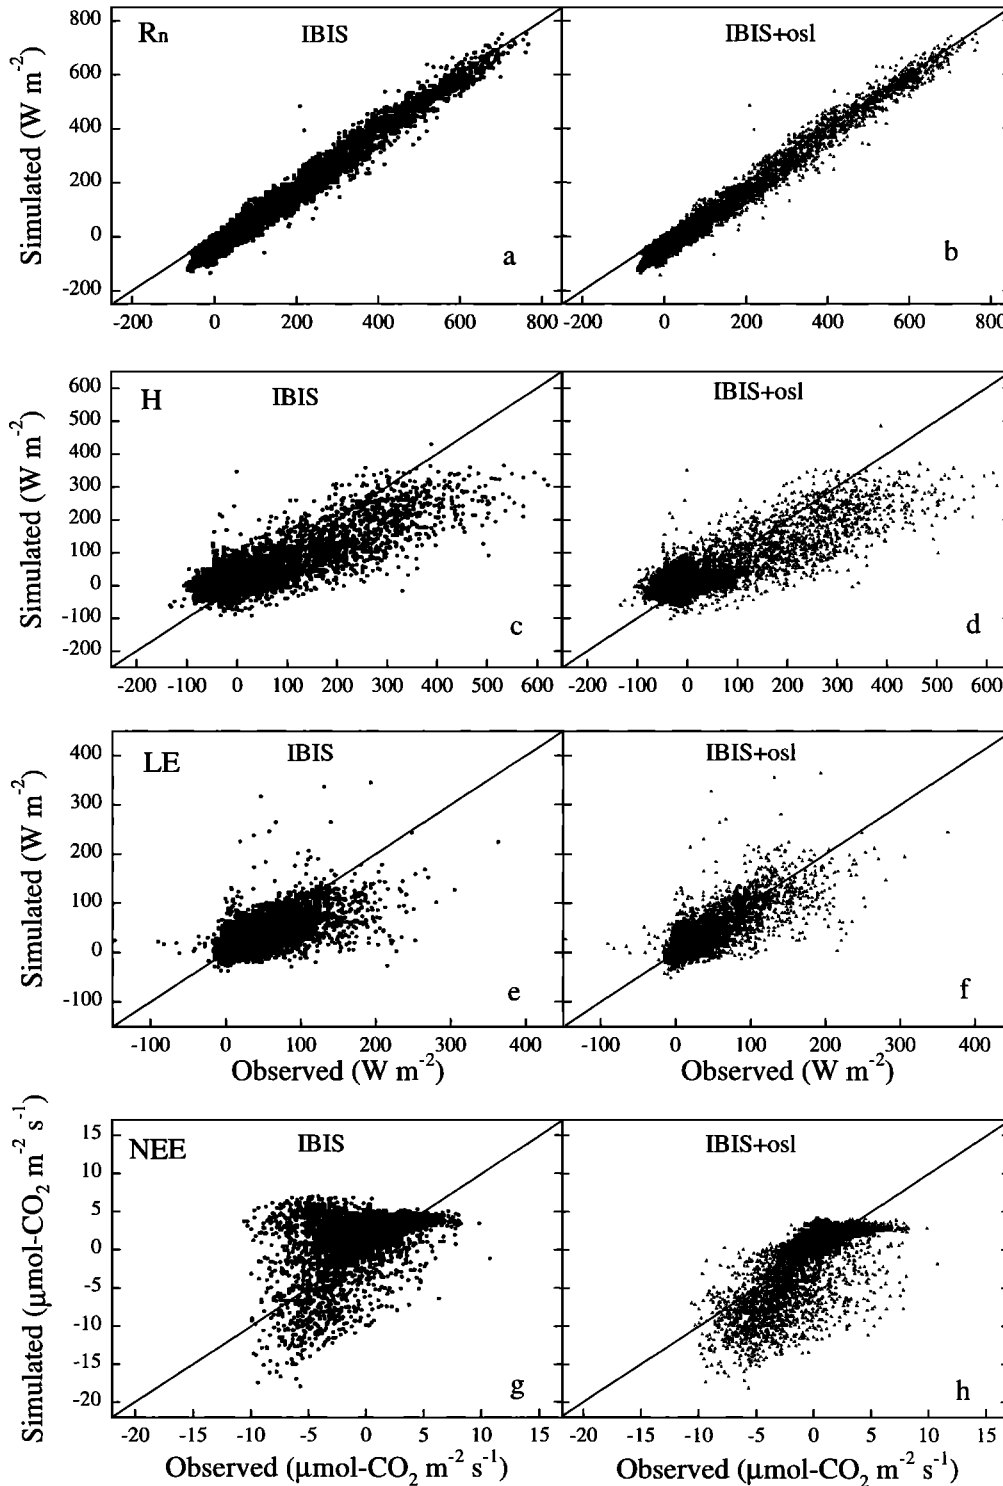 Rn IBIS IBIS+osl
Simulated (W m-2)
800
600
400
200
0
-200
a b
-200 0 200 400 600 800 -200 0 200 400 600 800
H IBIS IBIS+osl
Simulated (W m-2)
600
500
400
300
200
100
0
-100
-200
c d
-200 -100 0 100 200 300 400 500 600 -200 -100 0 100 200 300 400 500 600
LE IBIS IBIS+osl
Simulated (W m-2)
400
300
200
100
0
-100
e f
-100 0 100 200 300 400 -100 0 100 200 300 400
Observed (W m-2) Observed (W m-2)
NEE IBIS IBIS+osl
Simulated (μmol-CO2 m-2 s-1)
15
10
5
0
-5
-10
-15
-20
g h
-20 -15 -10 -5 0 5 10 15 -20 -15 -10 -5 0 5 10 15
Observed (μmol-CO2 m-2 s-1) Observed (μmol-CO2 m-2 s-1)